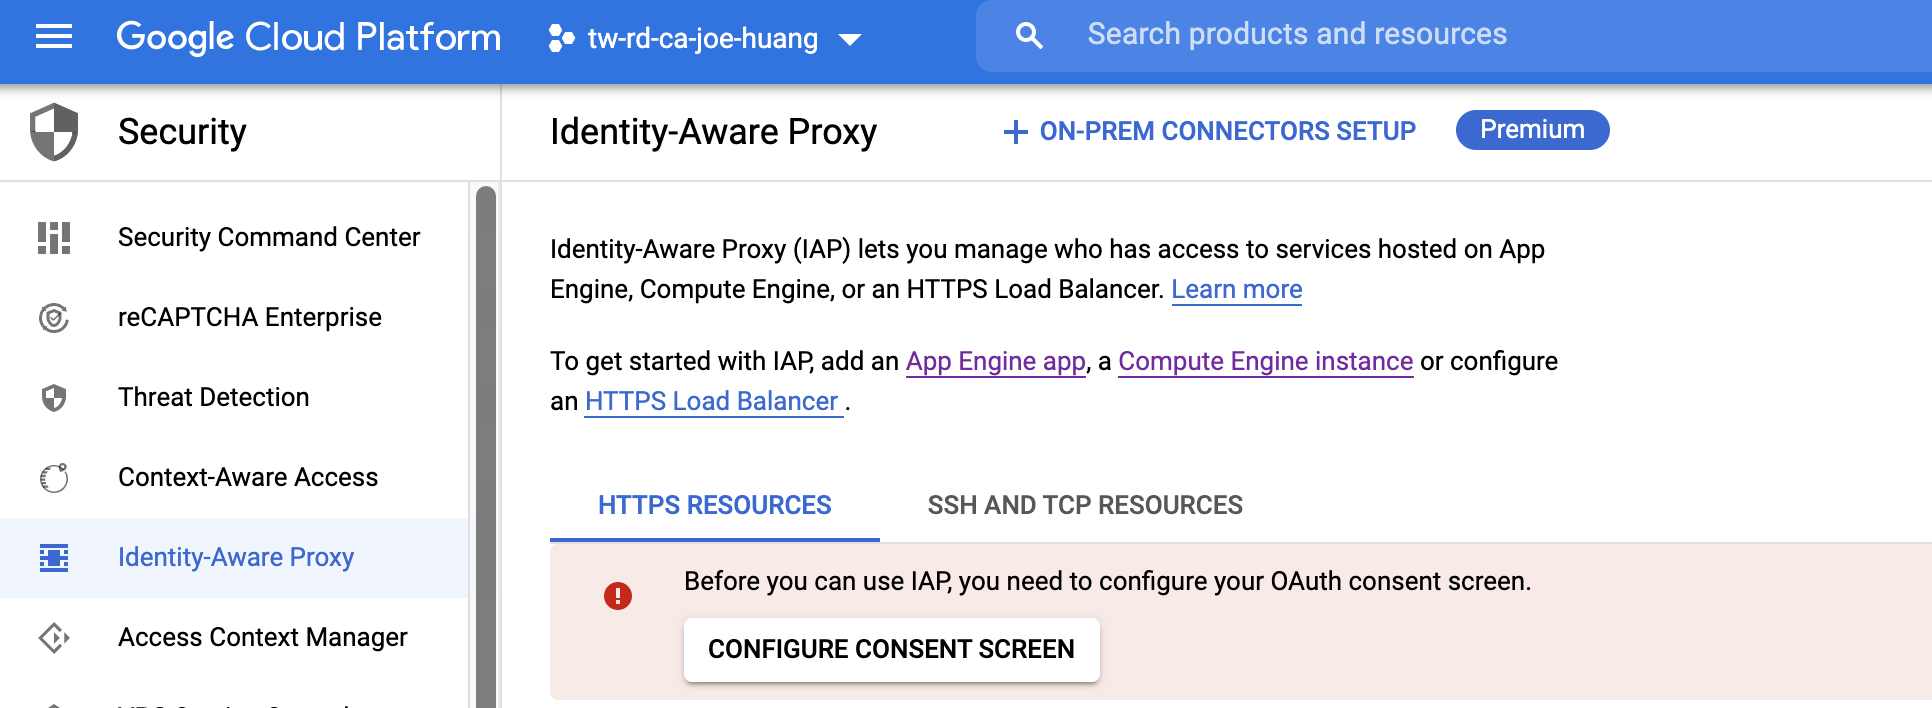 Google Cloud Platform
tw-rd-ca-joe-huang
Search products and resources
Security
Identity-Aware Proxy
ON-PREM CONNECTORS SETUP
Premium
Security Command Center
reCAPTCHA Enterprise
Threat Detection
Context-Aware Access
Identity-Aware Proxy
Access Context Manager
Identity-Aware Proxy (IAP) lets you manage who has access to services hosted on App
Engine, Compute Engine, or an HTTPS Load Balancer. Learn more
To get started with IAP, add an App Engine app, a Compute Engine instance or configure
an HTTPS Load Balancer .
HTTPS RESOURCES
SSH AND TCP RESOURCES
Before you can use IAP, you need to configure your OAuth consent screen.
CONFIGURE CONSENT SCREEN